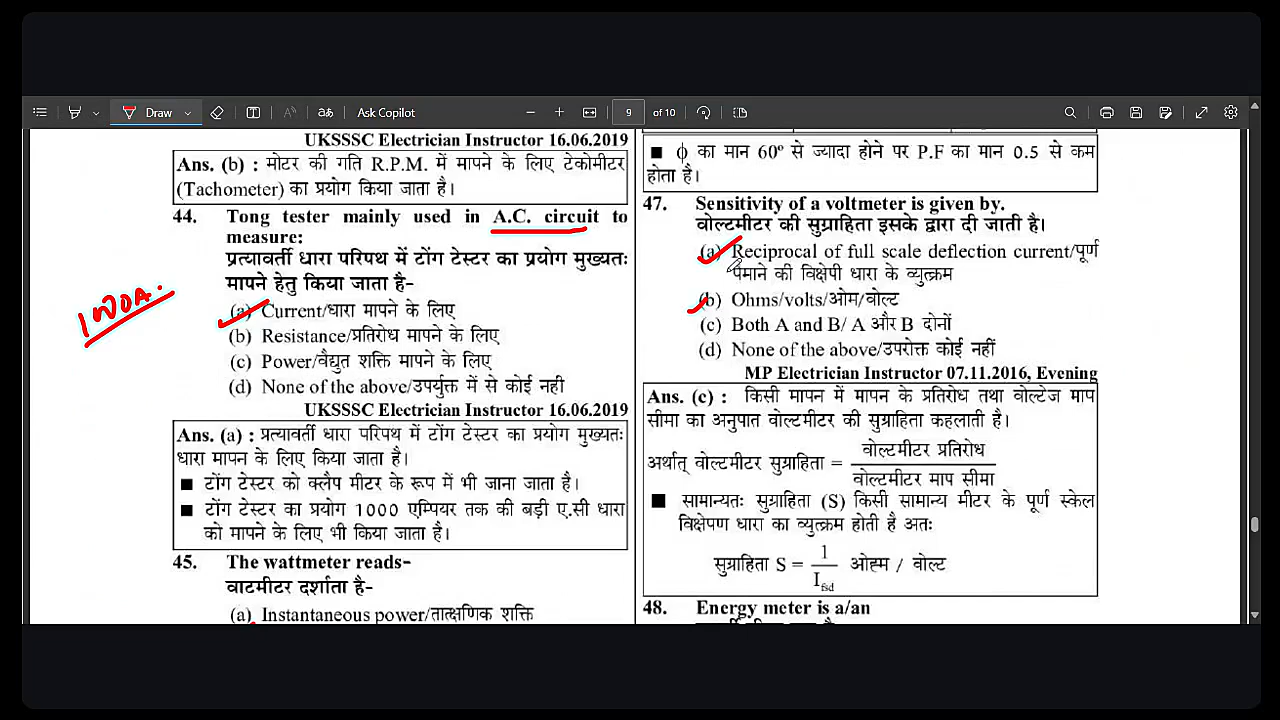 Draw
Ask Copilot
9 of 10
UKSSSC Electrician Instructor 16.06.2019
Ans. (b) : मोटर की गति R.P.M. में मापने के लिए टेकोमीटर
(Tachometer) का प्रयोग किया जाता है।
44. Tong tester mainly used in A.C. circuit to
measure:
प्रत्यावर्ती धारा परिपथ में टोंग टेस्टर का प्रयोग मुख्यतः
मापने हेतु किया जाता है-
(a) Current/धारा मापने के लिए
(b) Resistance/प्रतिरोध मापने के लिए
(c) Power/वैद्युत शक्ति मापने के लिए
(d) None of the above/उपर्युक्त में से कोई नही
UKSSSC Electrician Instructor 16.06.2019
Ans. (a) : प्रत्यावर्ती धारा परिपथ में टोंग टेस्टर का प्रयोग मुख्यतः
धारा मापन के लिए किया जाता है।
■ टोंग टेस्टर को क्लैप मीटर के रूप में भी जाना जाता है।
■ टोंग टेस्टर का प्रयोग 1000 एम्पियर तक की बड़ी ए.सी धारा
को मापने के लिए भी किया जाता है।
45. The wattmeter reads-
वाटमीटर दर्शाता है-
(a) Instantaneous power/तात्क्षणिक शक्ति
■ ϕ का मान 60º से ज्यादा होने पर P.F का मान 0.5 से कम
होता है।
47. Sensitivity of a voltmeter is given by.
वोल्टमीटर की सुग्राहिता इसके द्वारा दी जाती है।
(a) Reciprocal of full scale deflection current/पूर्ण
पैमाने की विक्षेपी धारा के व्युत्क्रम
(b) Ohms/volts/ओम/वोल्ट
(c) Both A and B/ A और B दोनों
(d) None of the above/उपरोक्त कोई नहीं
MP Electrician Instructor 07.11.2016, Evening
Ans. (c) : किसी मापन में मापन के प्रतिरोध तथा वोल्टेज माप
सीमा का अनुपात वोल्टमीटर की सुग्राहिता कहलाती है।
अर्थात् वोल्टमीटर सुग्राहिता = वोल्टमीटर प्रतिरोध
वोल्टमीटर माप सीमा
■ सामान्यतः सुग्राहिता (S) किसी सामान्य मीटर के पूर्ण स्केल
विक्षेपण धारा का व्युत्क्रम होती है अतः
सुग्राहिता S = 1 ओह्म / वोल्ट
I fsd
48. Energy meter is a/an